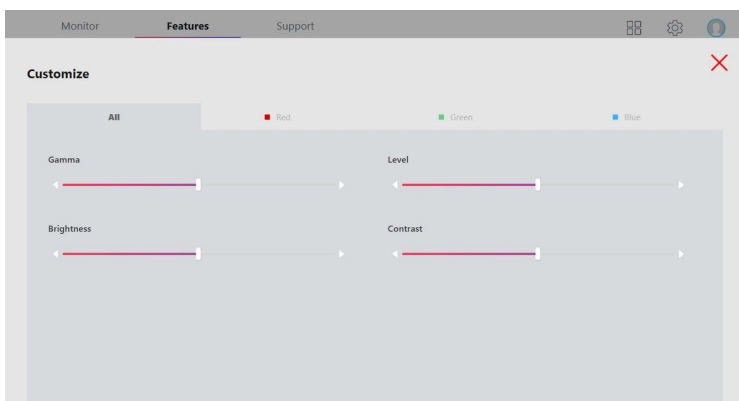 Monitor Features Support
Customize
All Red Green Blue
Gamma Level
Brightness Contrast